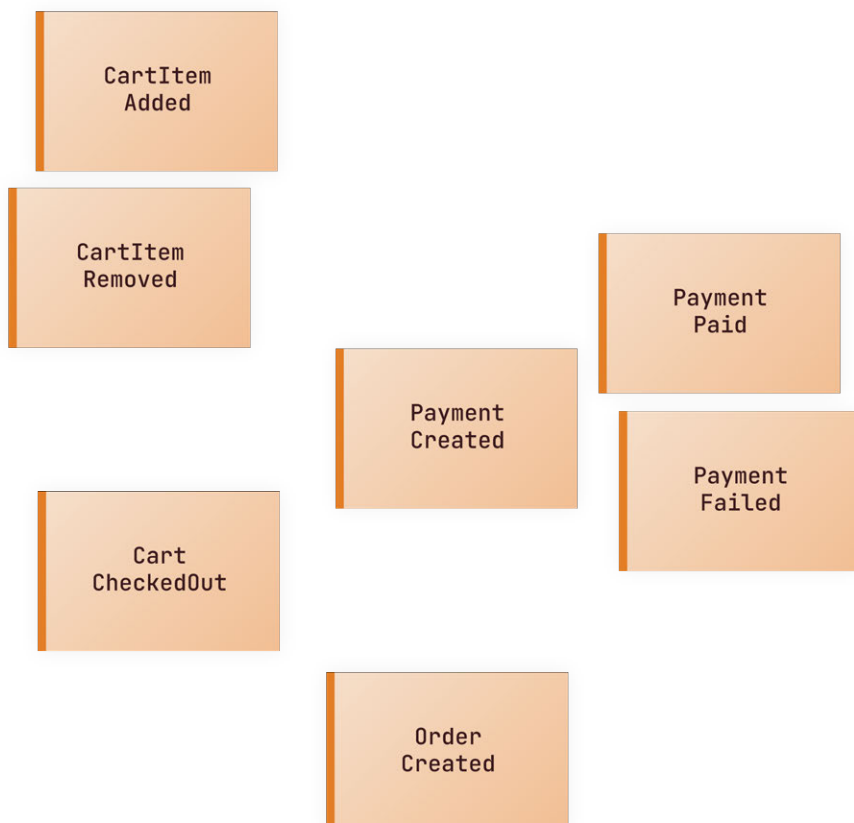 CartItem
Added
CartItem
Removed
Payment
Paid
Payment
Created
Payment
Failed
Cart
CheckedOut
Order
Created